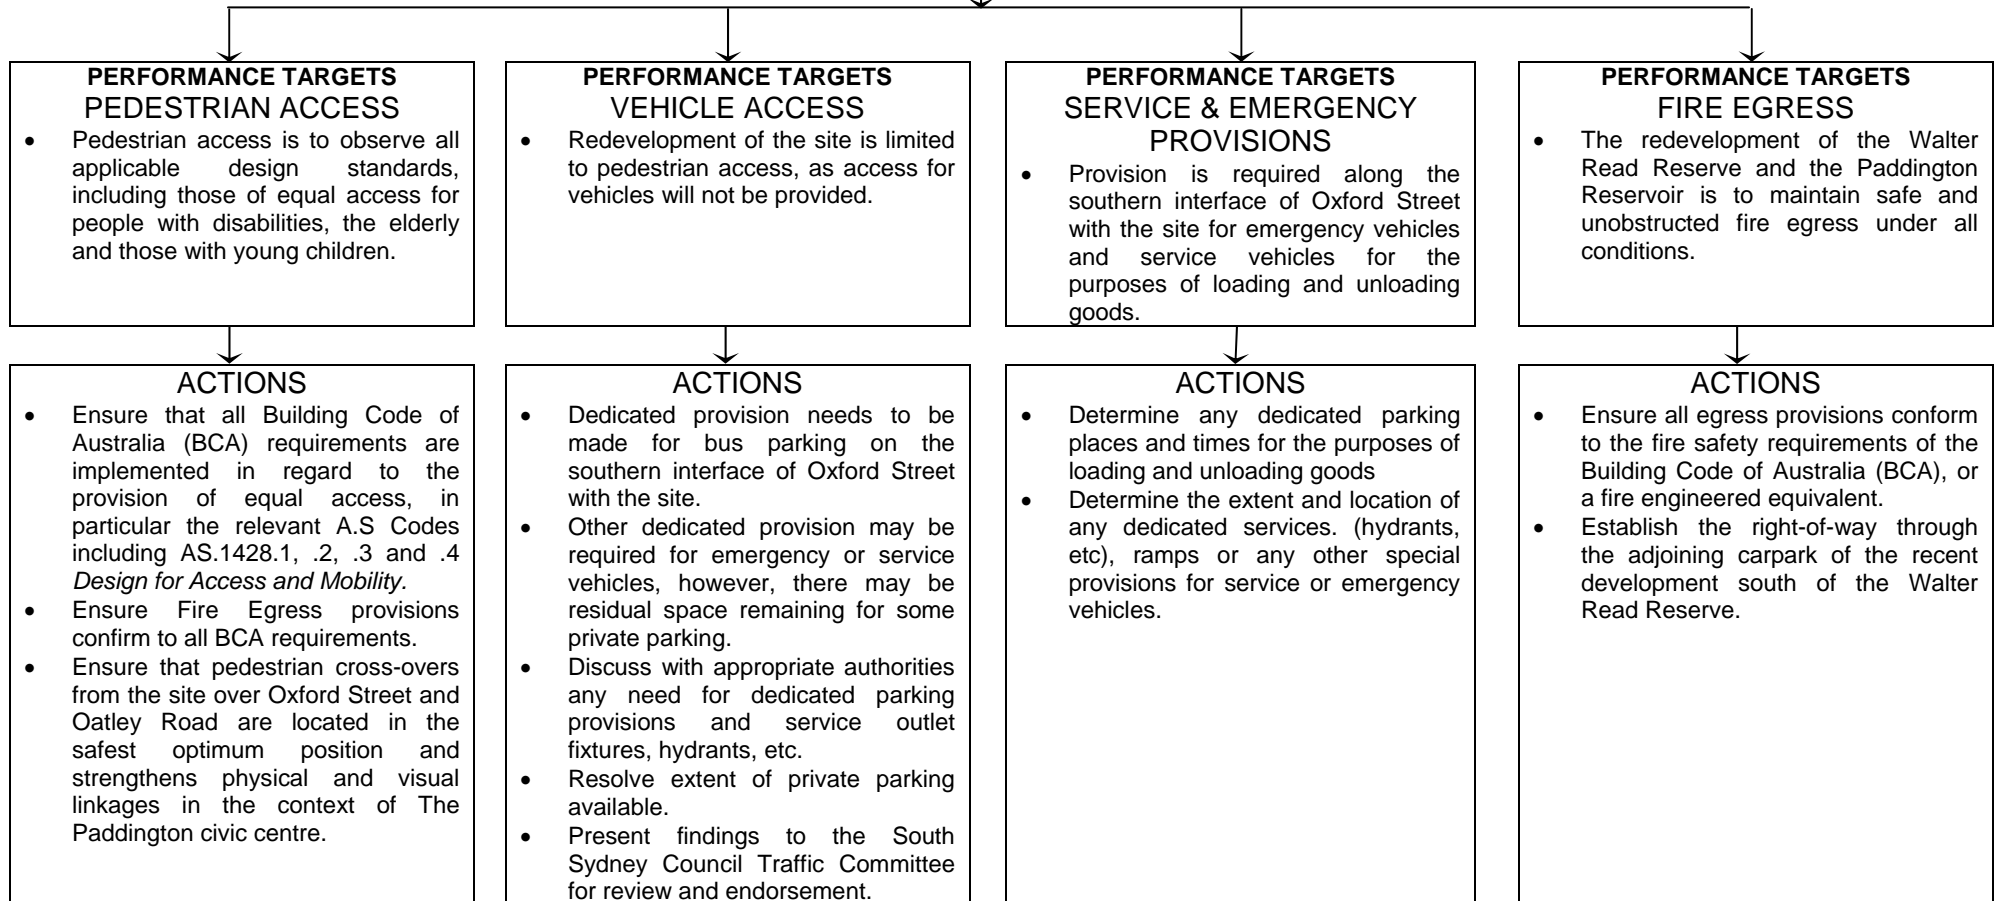 PERFORMANCE TARGETS
PEDESTRIAN ACCESS
• Pedestrian access is to observe all
applicable design standards,
including those of equal access for
people with disabilities, the elderly
and those with young children.
PERFORMANCE TARGETS
VEHICLE ACCESS
• Redevelopment of the site is limited
to pedestrian access, as access for
vehicles will not be provided.
PERFORMANCE TARGETS
SERVICE & EMERGENCY
PROVISIONS
• Provision is required along the
southern interface of Oxford Street
with the site for emergency vehicles
and service vehicles for the
purposes of loading and unloading
goods.
PERFORMANCE TARGETS
FIRE EGRESS
• The redevelopment of the Walter
Read Reserve and the Paddington
Reservoir is to maintain safe and
unobstructed fire egress under all
conditions.
ACTIONS
• Ensure that all Building Code of
Australia (BCA) requirements are
implemented in regard to the
provision of equal access, in
particular the relevant A.S Codes
including AS.1428.1, .2, .3 and .4
Design for Access and Mobility.
• Ensure Fire Egress provisions
confirm to all BCA requirements.
• Ensure that pedestrian cross-overs
from the site over Oxford Street and
Oatley Road are located in the
safest optimum position and
strengthens physical and visual
linkages in the context of The
Paddington civic centre.
ACTIONS
• Dedicated provision needs to be
made for bus parking on the
southern interface of Oxford Street
with the site.
• Other dedicated provision may be
required for emergency or service
vehicles, however, there may be
residual space remaining for some
private parking.
• Discuss with appropriate authorities
any need for dedicated parking
provisions and service outlet
fixtures, hydrants, etc.
• Resolve extent of private parking
available.
• Present findings to the South
Sydney Council Traffic Committee
for review and endorsement.
ACTIONS
• Determine any dedicated parking
places and times for the purposes of
loading and unloading goods
• Determine the extent and location of
any dedicated services. (hydrants,
etc), ramps or any other special
provisions for service or emergency
vehicles.
ACTIONS
• Ensure all egress provisions conform
to the fire safety requirements of the
Building Code of Australia (BCA), or
a fire engineered equivalent.
• Establish the right-of-way through
the adjoining carpark of the recent
development south of the Walter
Read Reserve.